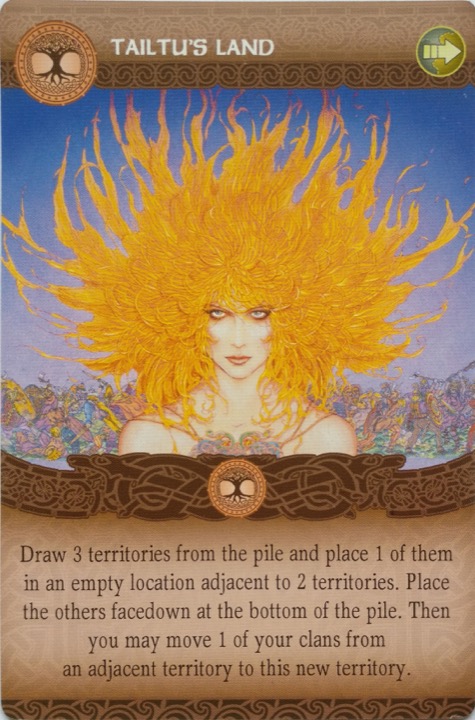 TAILTU'S LAND
Draw 3 territories from the pile and place 1 of them
in an empty location adjacent to 2 territories. Place
the others facedown at the bottom of the pile. Then
you may move 1 of your clans from
an adjacent territory to this new territory.